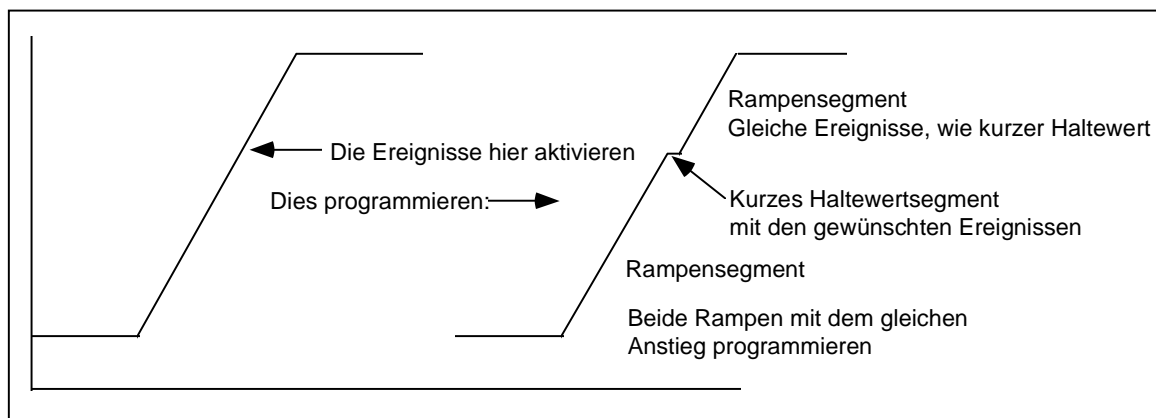 Die Ereignisse hier aktivieren
Dies programmieren:
Rampensegment
Gleiche Ereignisse, wie kurzer Haltewert
Kurzes Haltewertsegment
mit den gewünschten Ereignissen
Rampensegment
Beide Rampen mit dem gleichen
Anstieg programmieren